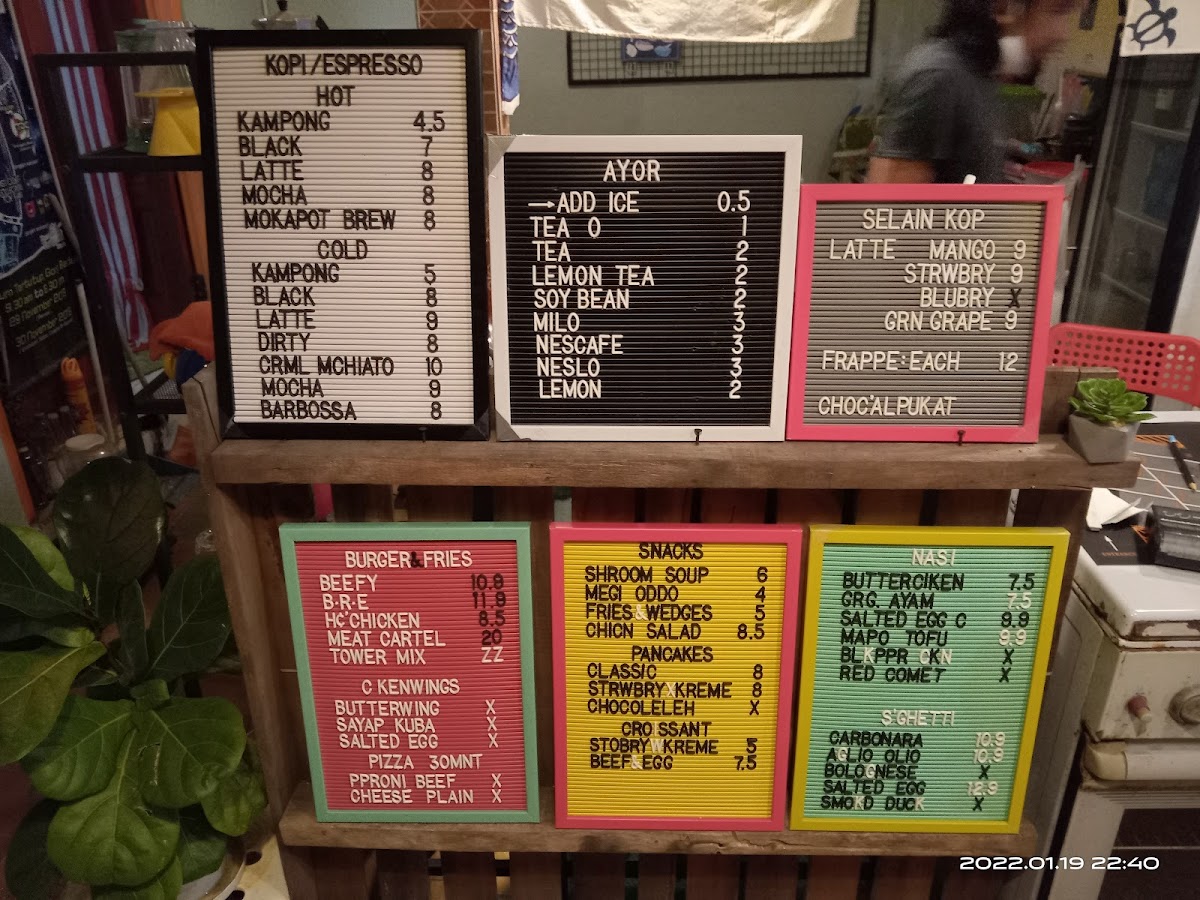 KOPI/ESPRESSO
HOT
KAMPONG 4.5
BLACK 7
LATTE 8
MOCHA 8
MOKAPOT BREW 8
COLD
KAMPONG 5
BLACK 8
LATTE 9
DIRTY 8
CRML MCHIATO 10
MOCHA 9
BARBOSSA 8
AYOR
→ADD ICE 0.5
TEA O 1
TEA 2
LEMON TEA 2
SOY BEAN 2
MILO 3
NESCAFE 3
NESLO 3
LEMON 2
SELAIN KOP
LATTE MANGO 9
STRWBRY 9
BLUBRY X
GRN GRAPE 9
FRAPPE:EACH 12
CHOC'ALPUKAT
BURGER&FRIES
BEEFY 10.9
B.R.E 11.9
HC'CHICKEN 8.5
MEAT CARTEL 20
TOWER MIX ZZ
C KENWINGS
BUTTERWING X
SAYAP KUBA X
SALTED EGG X
PIZZA 30MNT
PPRONI BEEF X
CHEESE PLAIN X
SNACKS
SHROOM SOUP 6
MEGI ODDO 4
FRIES&WEDGES 5
CHICN SALAD 8.5
PANCAKES
CLASSIC 8
STRWBRYXKREME 8
CHOCOLELEH X
CROISSANT
STOBRYWKREME 5
BEEF&EGG 7.5
NASI
BUTTERCIKEN 7.5
GRG AYAM 7.5
SALTED EGG C 9.9
MAPO TOFU 9.9
BLKPPR CKN X
RED COMET X
S'GHETTI
CARBONARA 10.9
AGLIO OLIO 10.9
BOLOGNESE X
SALTED EGG 12.9
SMOKD DUCK X
2022.01.19 22:40